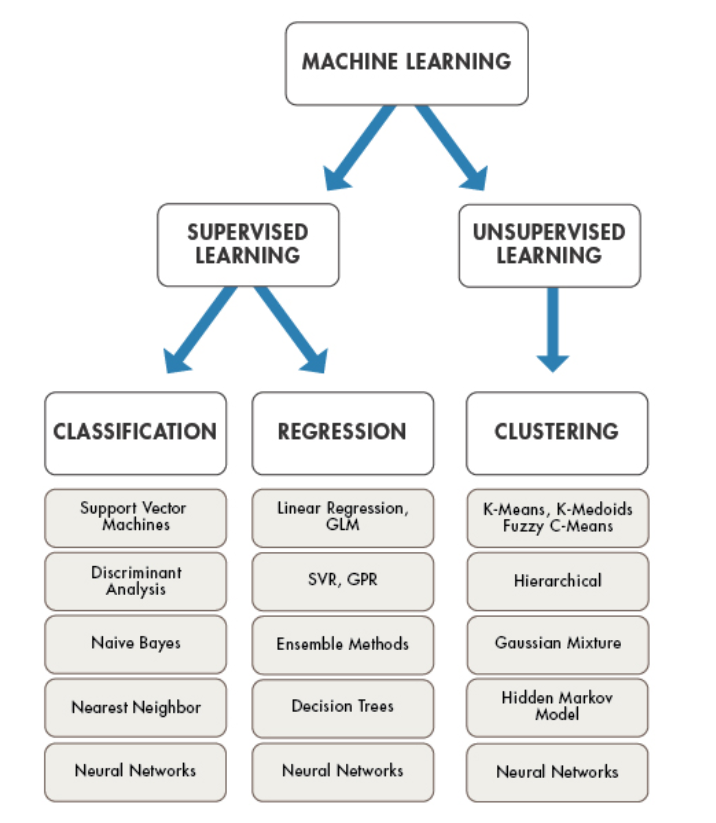 MACHINE LEARNING
SUPERVISED
LEARNING
UNSUPERVISED
LEARNING
CLASSIFICATION
REGRESSION
CLUSTERING
Support Vector
Machines
Linear Regression,
GLM
K-Means, K-Medoids
Fuzzy C-Means
Discriminant
Analysis
SVR, GPR
Hierarchical
Naive Bayes
Ensemble Methods
Gaussian Mixture
Nearest Neighbor
Decision Trees
Hidden Markov
Model
Neural Networks
Neural Networks
Neural Networks